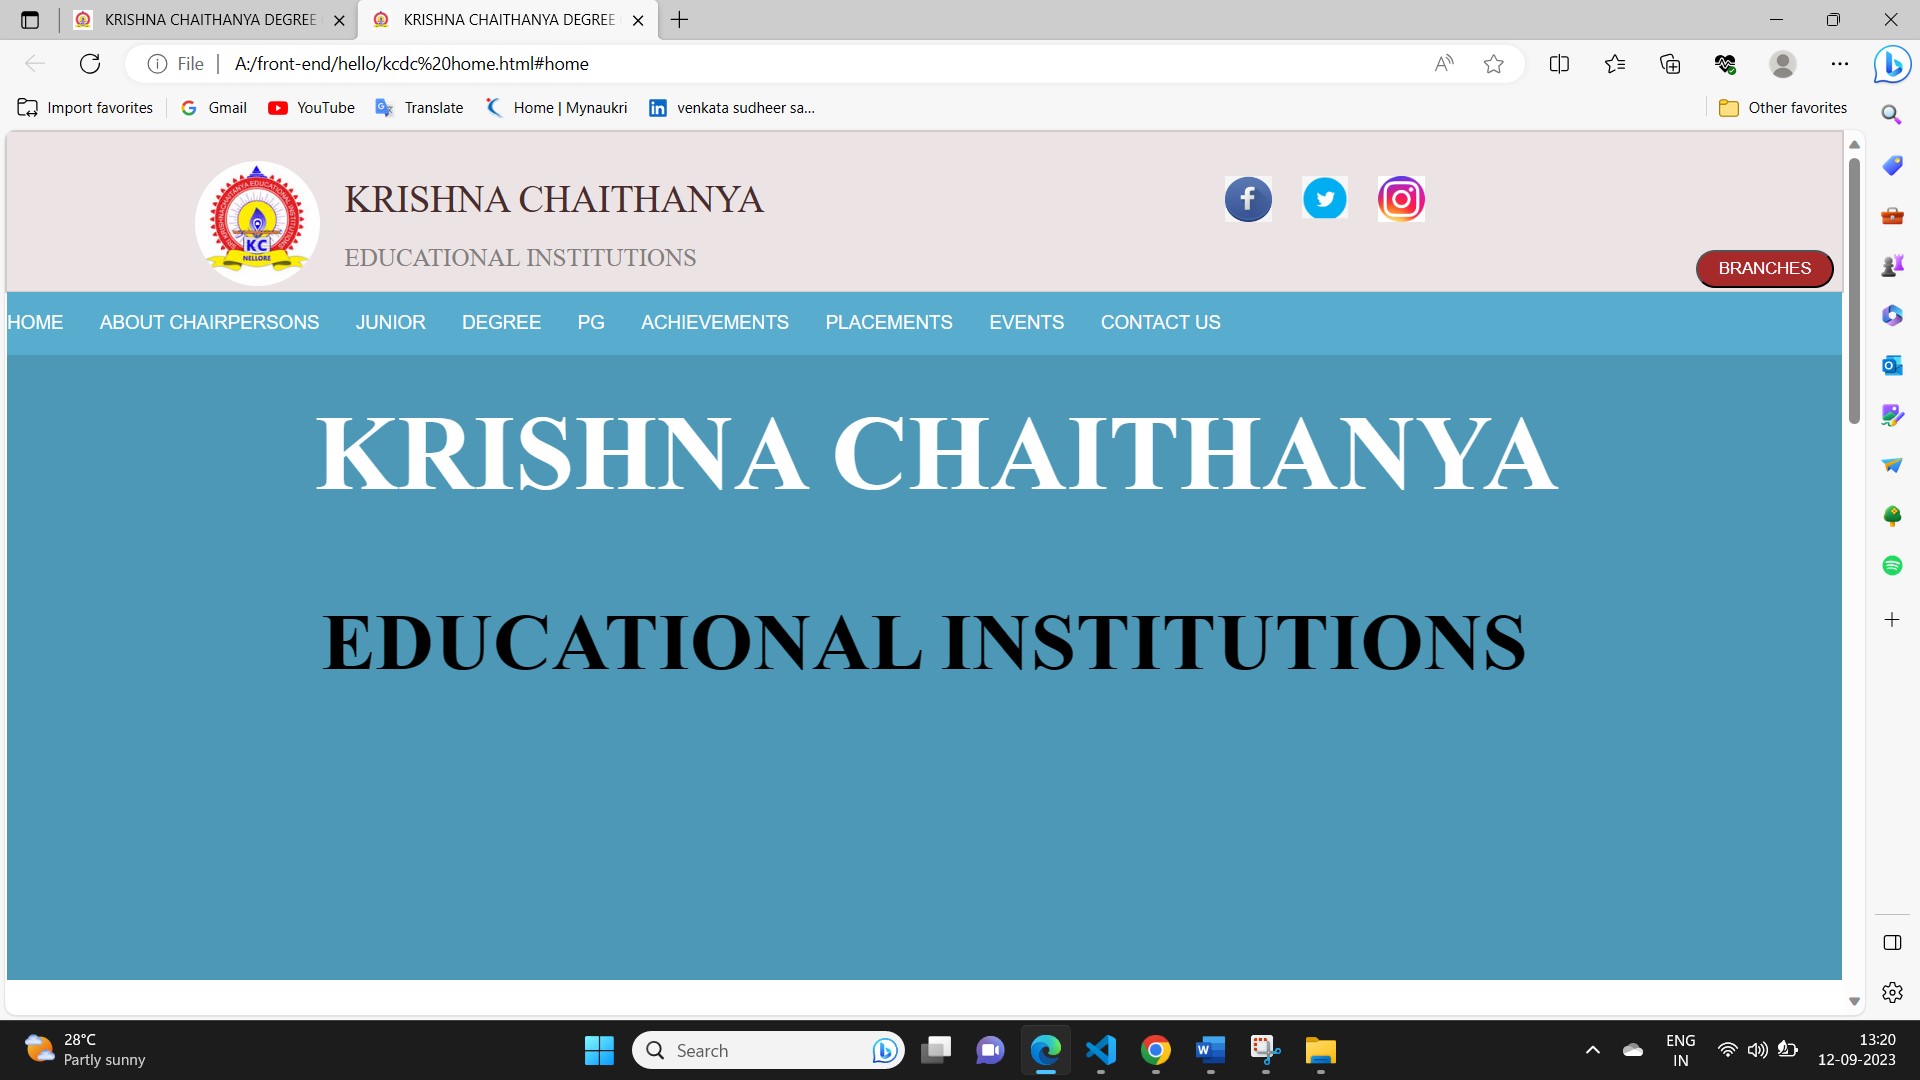 KRISHNA CHAITHANYA DEGREE
KRISHNA CHAITHANYA DEGREE
File
A:/front-end/hello/kcdc%20home.html#home
Import favorites
Gmail
YouTube
Translate
Home | Mynaukri
venkata sudheer sa...
Other favorites
KC
NELLORE
KRISHNA CHAITHANYA
EDUCATIONAL INSTITUTIONS
BRANCHES
HOME ABOUT CHAIRPERSONS JUNIOR DEGREE PG ACHIEVEMENTS PLACEMENTS EVENTS CONTACT US
KRISHNA CHAITHANYA
EDUCATIONAL INSTITUTIONS
28°C
Partly sunny
Search
ENG
IN
13:20
12-09-2023